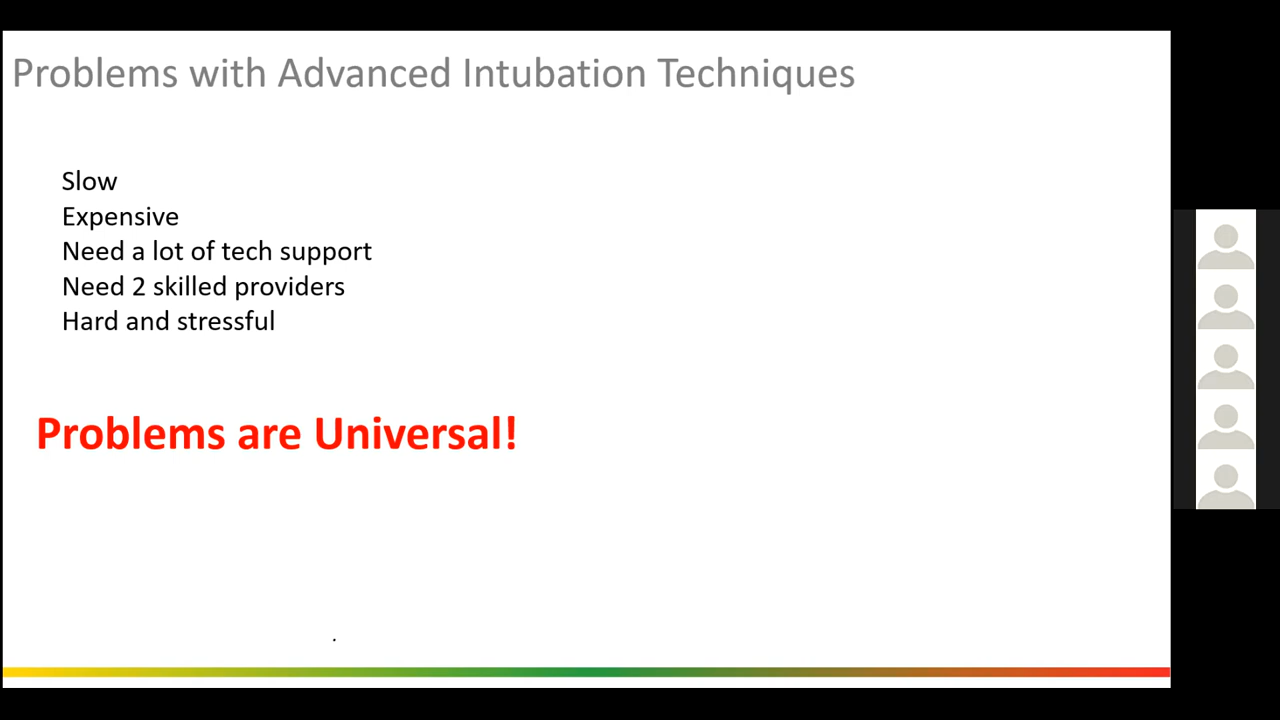 Problems with Advanced Intubation Techniques
Slow
Expensive
Need a lot of tech support
Need 2 skilled providers
Hard and stressful
Problems are Universal!
.